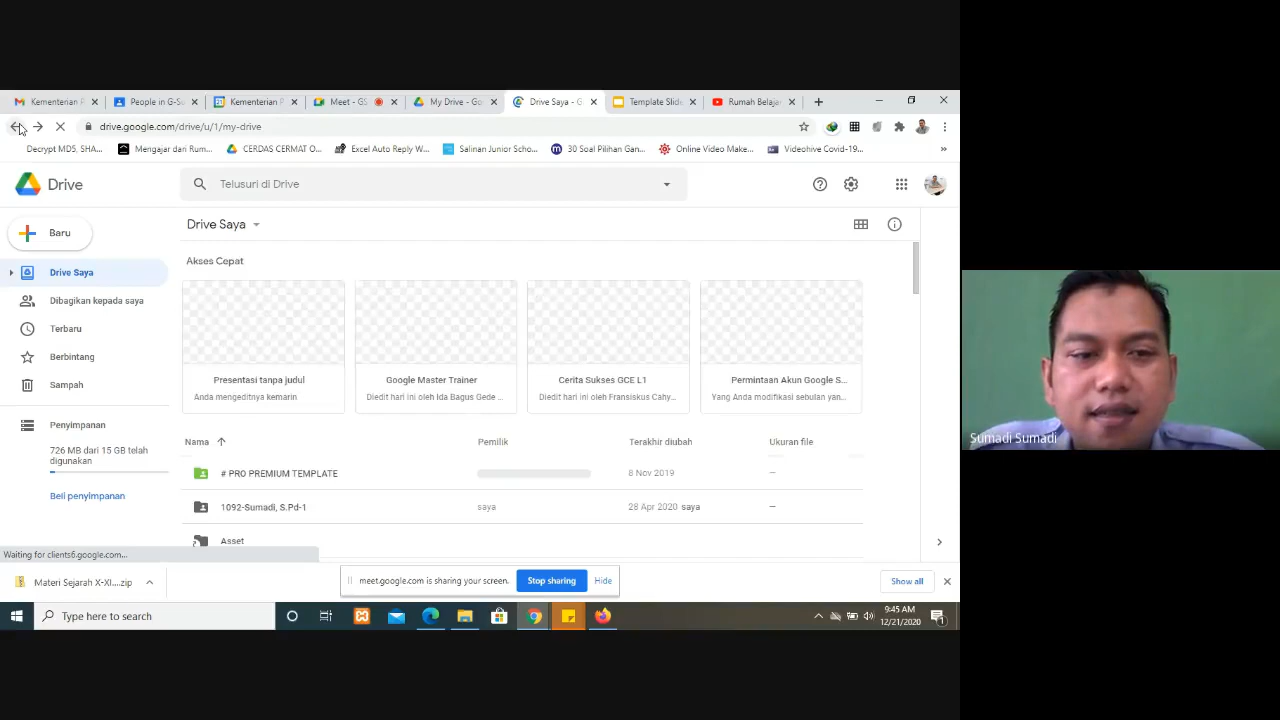 Kementerian P
People in G-Su
Kementerian P
Meet - GS
My Drive - Goo
Drive Saya - G
Template Slide
Rumah Belaja
drive.google.com/drive/u/1/my-drive
Decrypt MD5, SHA...
Mengajar dari Rum...
CERDAS CERMAT O...
Excel Auto Reply W...
Salinan Junior Scho...
30 Soal Pilihan Gan...
Online Video Make...
Videohive Covid-19...
»
Drive
Telusuri di Drive
Baru
Drive Saya
Dibagikan kepada saya
Terbaru
Berbintang
Sampah
Penyimpanan
726 MB dari 15 GB telah
digunakan
Beli penyimpanan
Drive Saya
Akses Cepat
Presentasi tanpa judul
Anda mengeditnya kemarin
Google Master Trainer
Diedit hari ini oleh Ida Bagus Gede ...
Cerita Sukses GCE L1
Diedit hari ini oleh Fransiskus Cahy...
Permintaan Akun Google S...
Yang Anda modifikasi sebulan yan...
Nama Pemilik Terakhir diubah Ukuran file
# PRO PREMIUM TEMPLATE 8 Nov 2019 —
1092-Sumadi, S.Pd-1 saya 28 Apr 2020 saya —
Asset
Waiting for clients6.google.com...
Materi Sejarah X-XI....zip
meet.google.com is sharing your screen.
Stop sharing
Hide
Show all
Type here to search
9:45 AM
12/21/2020
1
Sumadi Sumadi